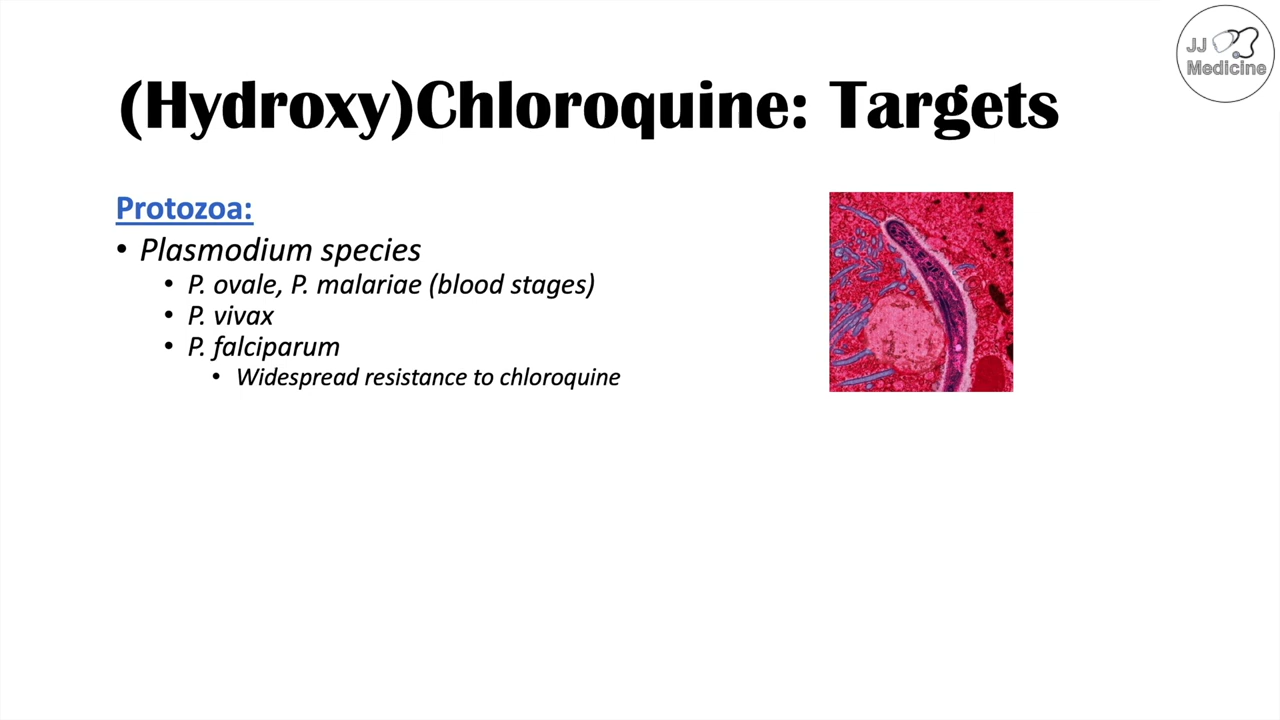 JJ
Medicine
(Hydroxy)Chloroquine: Targets
Protozoa:
• Plasmodium species
• P. ovale, P. malariae (blood stages)
• P. vivax
• P. falciparum
• Widespread resistance to chloroquine